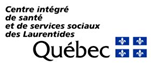 Centre intégré
de santé
et de services sociaux
des Laurentides
Québec